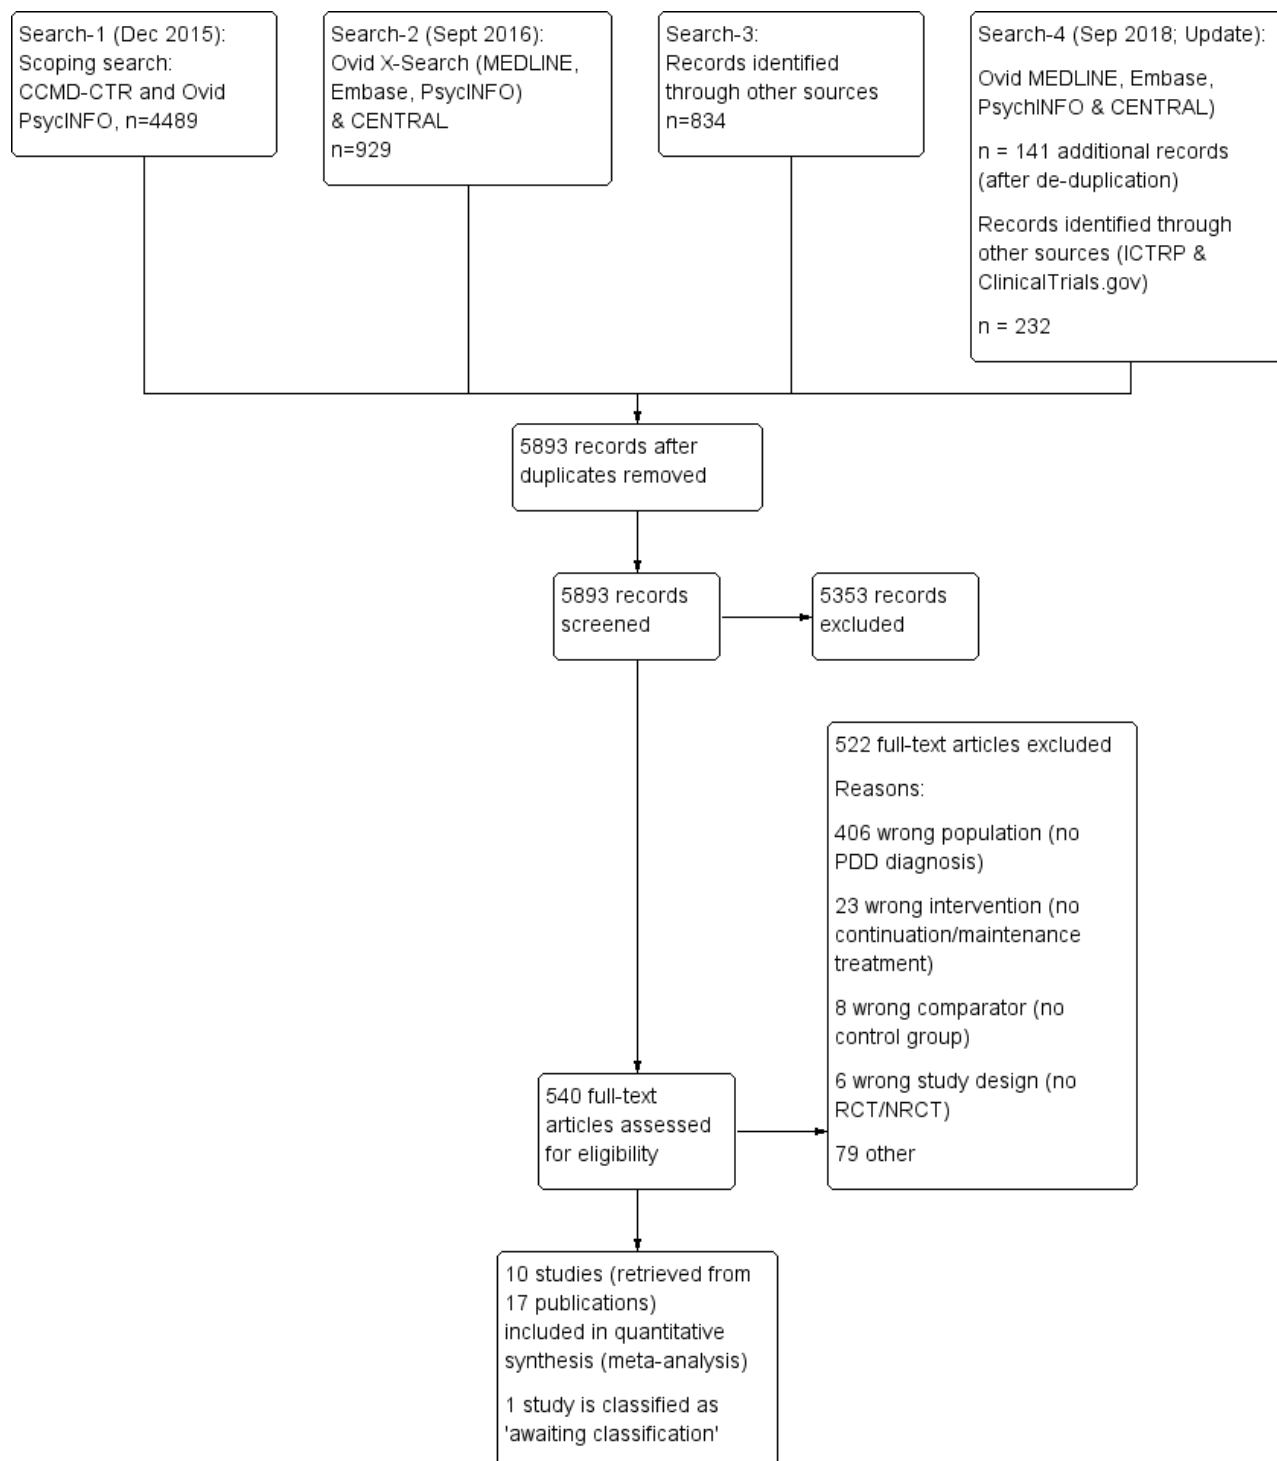 Search-1 (Dec 2015):
Scoping search:
CCMD-CTR and Ovid
PsycINFO, n=4489
Search-2 (Sept 2016):
Ovid X-Search (MEDLINE,
Embase, PsycINFO)
& CENTRAL
n=929
Search-3:
Records identified
through other sources
n=834
Search-4 (Sep 2018; Update):
Ovid MEDLINE, Embase,
PsychINFO & CENTRAL)
n = 141 additional records
(after de-duplication)
Records identified through
other sources (ICTRP &
ClinicalTrials.gov)
n = 232
5893 records after
duplicates removed
5893 records
screened
5353 records
excluded
522 full-text articles excluded
Reasons:
406 wrong population (no
PDD diagnosis)
23 wrong intervention (no
continuation/maintenance
treatment)
8 wrong comparator (no
control group)
6 wrong study design (no
RCT/NRCT)
79 other
540 full-text
articles assessed
for eligibility
10 studies (retrieved from
17 publications)
included in quantitative
synthesis (meta-analysis)
1 study is classified as
'awaiting classification'